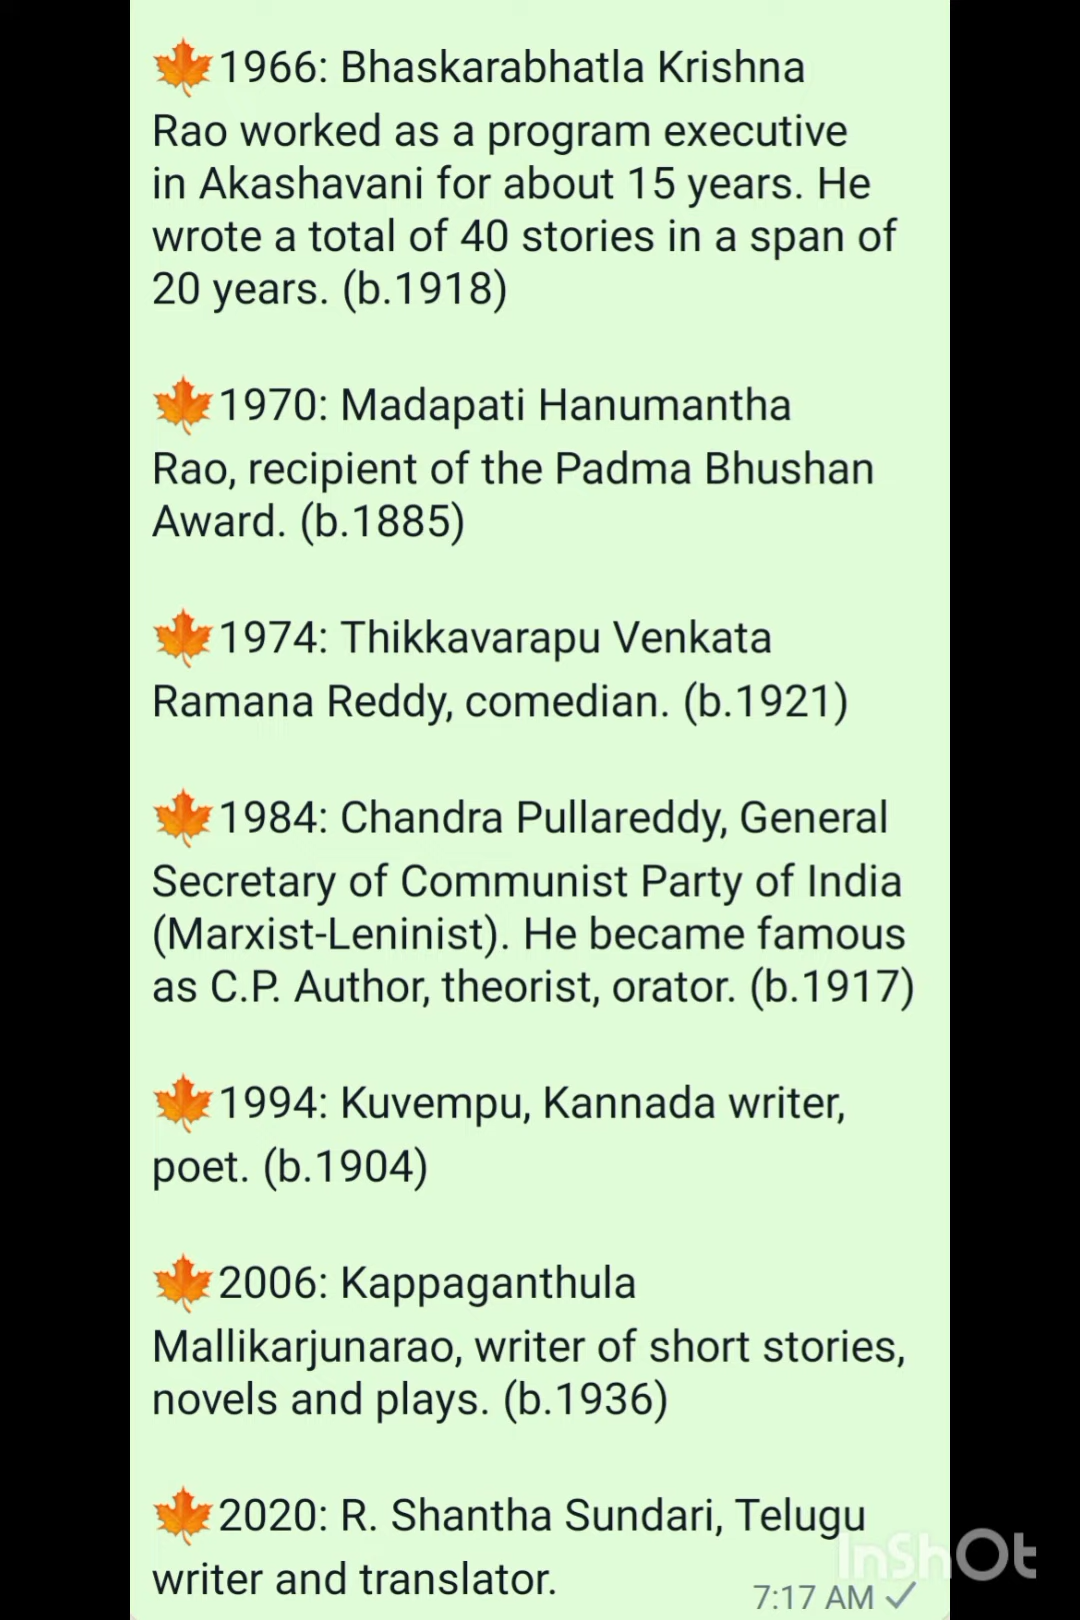 🍁1966: Bhaskarabhatla Krishna
Rao worked as a program executive
in Akashavani for about 15 years. He
wrote a total of 40 stories in a span of
20 years. (b.1918)
🍁1970: Madapati Hanumantha
Rao, recipient of the Padma Bhushan
Award. (b.1885)
🍁1974: Thikkavarapu Venkata
Ramana Reddy, comedian. (b.1921)
🍁1984: Chandra Pullareddy, General
Secretary of Communist Party of India
(Marxist-Leninist). He became famous
as C.P. Author, theorist, orator. (b.1917)
🍁1994: Kuvempu, Kannada writer,
poet. (b.1904)
🍁2006: Kappaganthula
Mallikarjunarao, writer of short stories,
novels and plays. (b.1936)
🍁2020: R. Shantha Sundari, Telugu
writer and translator.
7:17 AM ✓
InShOt